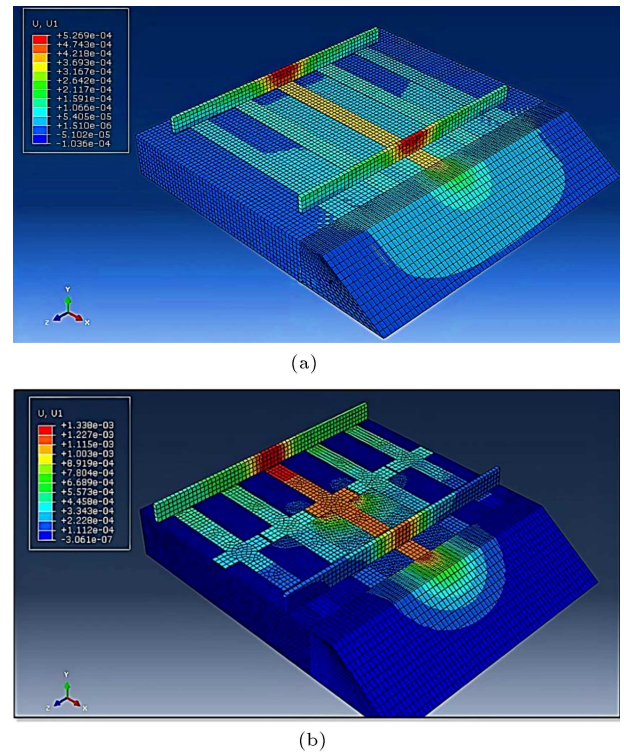 U, U1
+5.269e-04
+4.743e-04
+4.218e-04
+3.693e-04
+3.167e-04
+2.642e-04
+2.117e-04
+1.591e-04
+1.066e-04
+5.405e-05
+1.510e-06
-5.102e-05
-1.036e-04
Y
Z X
(a)
U, U1
+1.338e-03
+1.227e-03
+1.115e-03
+1.003e-03
+8.919e-04
+7.804e-04
+6.689e-04
+5.573e-04
+4.458e-04
+3.343e-04
+2.228e-04
+1.112e-04
-3.061e-07
Y
Z X
(b)